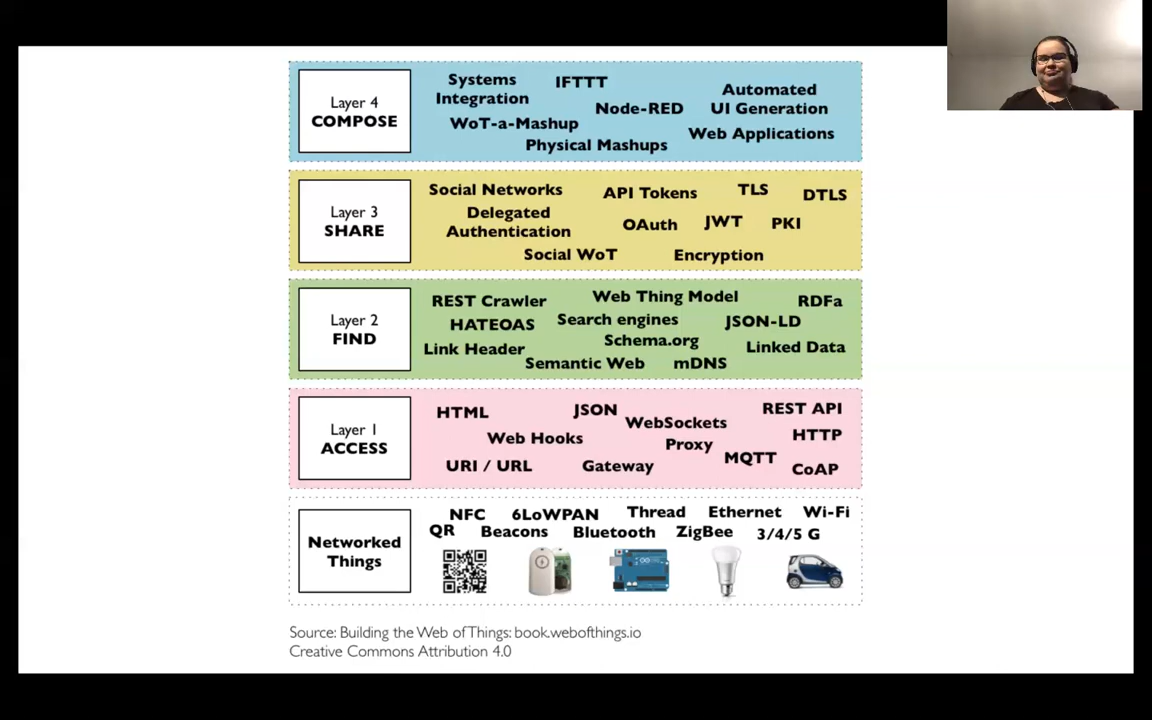 Layer 4
COMPOSE
Systems
Integration
IFTTT
Node-RED
Automated
UI Generation
WoT-a-Mashup
Web Applications
Physical Mashups
Layer 3
SHARE
Social Networks
API Tokens
TLS
DTLS
Delegated
Authentication
OAuth
JWT
PKI
Social WoT
Encryption
Layer 2
FIND
REST Crawler
Web Thing Model
RDFa
HATEOAS
Search engines
JSON-LD
Schema.org
Link Header
Linked Data
Semantic Web
mDNS
Layer 1
ACCESS
HTML
JSON
REST API
WebSockets
Web Hooks
Proxy
HTTP
URI / URL
Gateway
MQTT
CoAP
Networked
Things
NFC
6LoWPAN
Thread
Ethernet
Wi-Fi
QR
Beacons
Bluetooth
ZigBee
3/4/5 G
Source: Building the Web of Things: book.webofthings.io
Creative Commons Attribution 4.0